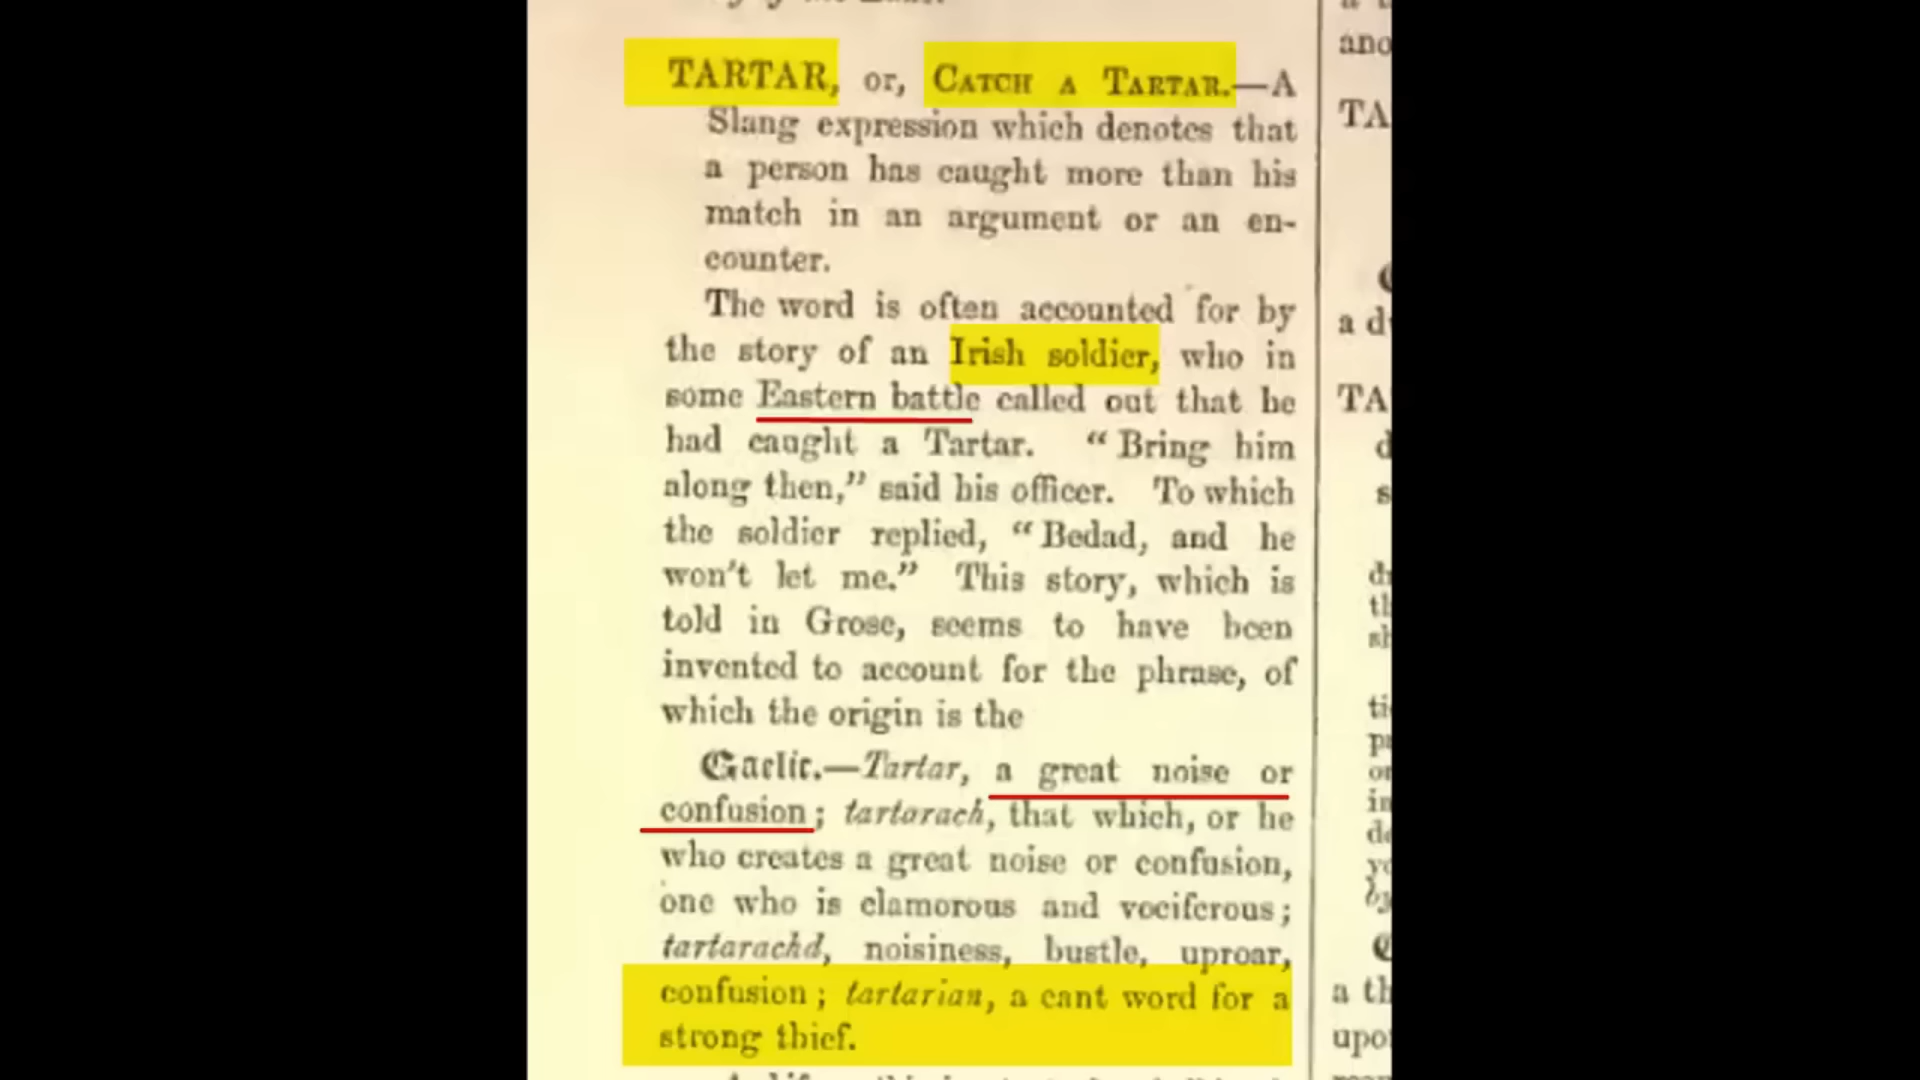 TARTAR, or, CATCH A TARTAR.—A
Slang expression which denotes that
a person has caught more than his
match in an argument or an en-
counter.
The word is often accounted for by
the story of an Irish soldier, who in
some Eastern battle called out that he
had caught a Tartar. “Bring him
along then,” said his officer. To which
the soldier replied, “Bedad, and he
won't let me.” This story, which is
told in Grose, seems to have been
invented to account for the phrase, of
which the origin is the
Gaelic.—Tartar, a great noise or
confusion; tartarach, that which, or he
who creates a great noise or confusion,
one who is clamorous and vociferous;
tartarachd, noisiness, bustle, uproar,
confusion; tartarian, a cant word for a
strong thief.
TA
a d
TA
a th